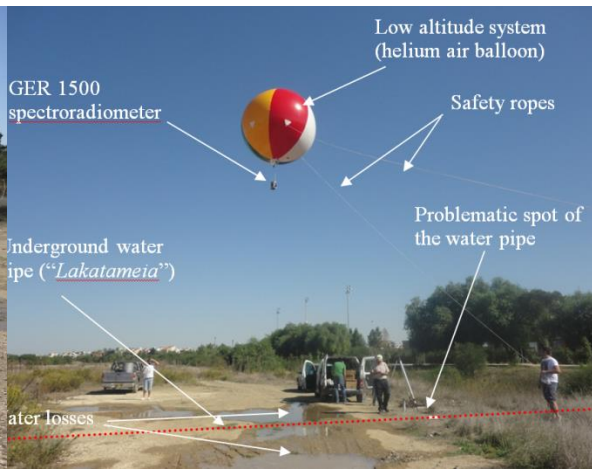 Low altitude system
(helium air balloon)
GER 1500
spectroradiometer
Safety ropes
Problematic spot of
the water pipe
Underground water
ipe (“Lakatameia”)
ater losses